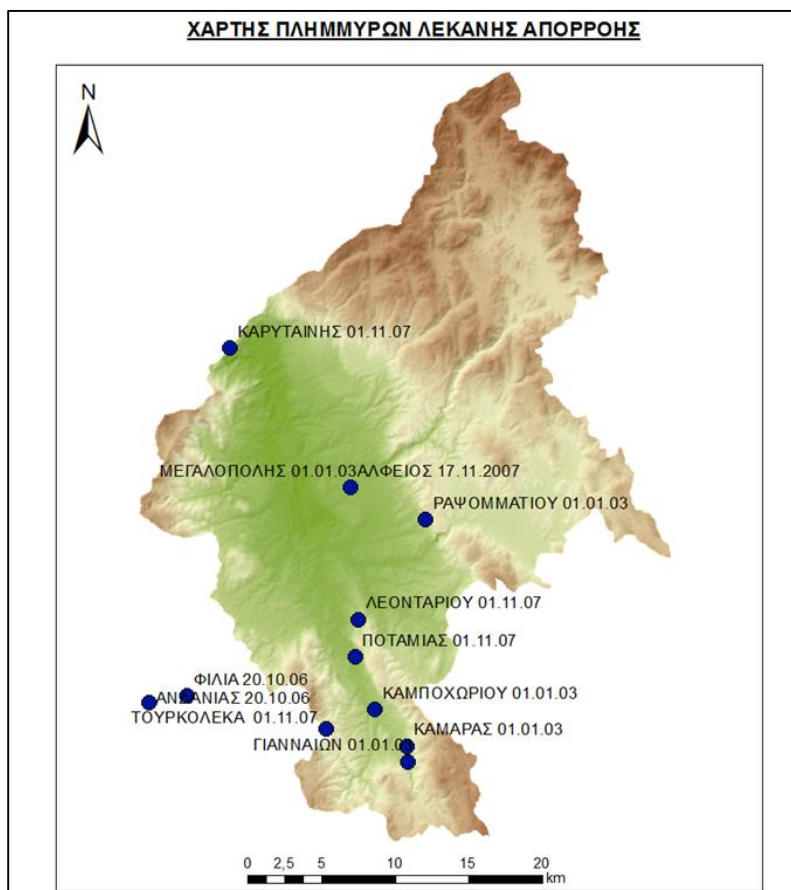 ΧΑΡΤΗΣ ΠΛΗΜΜΥΡΩΝ ΛΕΚΑΝΗΣ ΑΠΟΡΡΟΗΣ
N
ΚΑΡΥΤΑΙΝΗΣ 01.11.07
ΜΕΓΑΛΟΠΟΛΗΣ 01.01.03ΑΛΦΕΙΟΣ 17.11.2007
ΡΑΨΟΜΜΑΤΙΟΥ 01.01.03
ΛΕΟΝΤΑΡΙΟΥ 01.11.07
ΠΟΤΑΜΙΑΣ 01.11.07
ΦΙΛΙΑ 20.10.06
ΑΝΔΑΝΙΑΣ 20.10.06
ΚΑΜΠΟΧΩΡΙΟΥ 01.01.03
ΤΟΥΡΚΟΛΕΚΑ 01.11.07
ΚΑΜΑΡΑΣ 01.01.03
ΓΙΑΝΝΑΙΩΝ 01.01.03
0 2,5 5 10 15 20
km